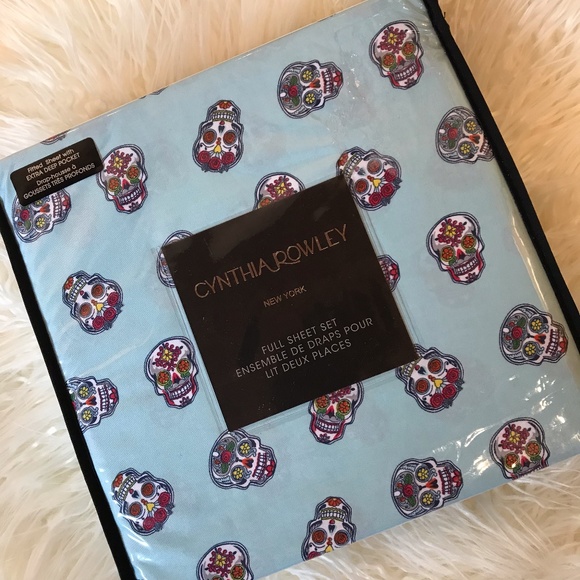 Fitted Sheet with
EXTRA DEEP POCKET
Drap-housse à
GOUSSETS TRÈS PROFONDS
CYNTHIA ROWLEY
NEW YORK
FULL SHEET SET
ENSEMBLE DE DRAPS POUR
LIT DEUX PLACES